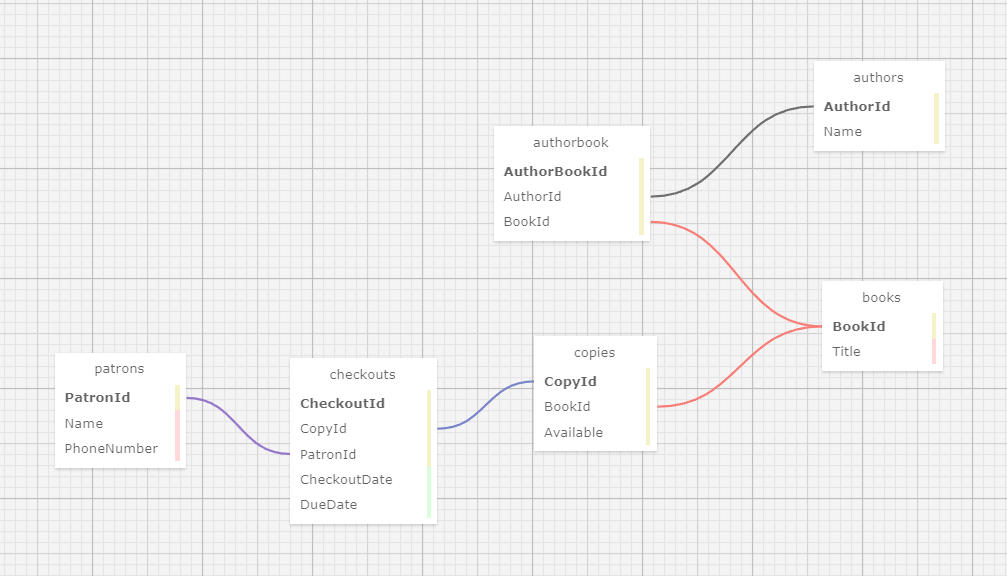 authors
AuthorId
Name
authorbook
AuthorBookId
AuthorId
BookId
books
BookId
Title
copies
CopyId
BookId
Available
patrons
PatronId
Name
PhoneNumber
checkouts
CheckoutId
CopyId
PatronId
CheckoutDate
DueDate